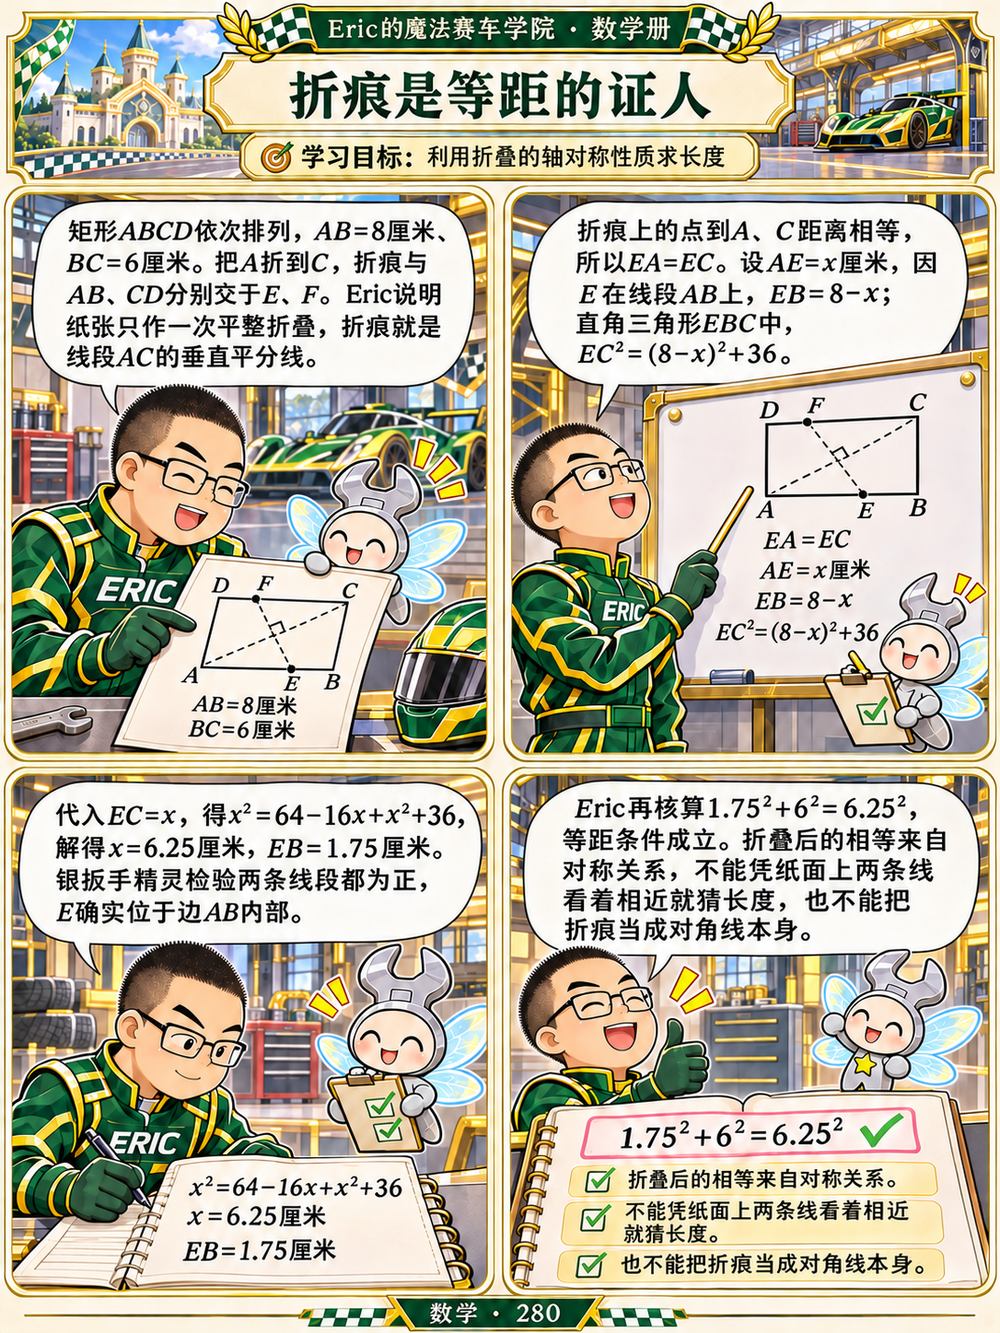 Eric的魔法赛车学院 · 数学册
折痕是等距的证人
学习目标：利用折叠的轴对称性质求长度
矩形ABCD依次排列，AB=8厘米、
BC=6厘米。把A折到C，折痕与
AB、CD分别交于E、F。Eric说明
纸张只作一次平整折叠，折痕就是
线段AC的垂直平分线。
ERIC
D F C
A E B
AB=8厘米
BC=6厘米
折痕上的点到A、C距离相等，
所以EA=EC。设AE=x厘米，因
E在线段AB上，EB=8-x；
直角三角形EBC中，
EC²=(8-x)²+36。
D F C
A E B
EA=EC
AE=x厘米
EB=8-x
EC²=(8-x)²+36
ERIC
代入EC=x，得x²=64-16x+x²+36，
解得x=6.25厘米，EB=1.75厘米。
银扳手精灵检验两条线段都为正，
E确实位于边AB内部。
ERIC
x²=64-16x+x²+36
x=6.25厘米
EB=1.75厘米
Eric再核算1.75²+6²=6.25²，
等距条件成立。折叠后的相等来自
对称关系，不能凭纸面上两条线
看着相近就猜长度，也不能把
折痕当成对角线本身。
1.75²+6²=6.25²
折叠后的相等来自对称关系。
不能凭纸面上两条线看着相近
就猜长度。
也不能把折痕当成对角线本身。
数学 · 280